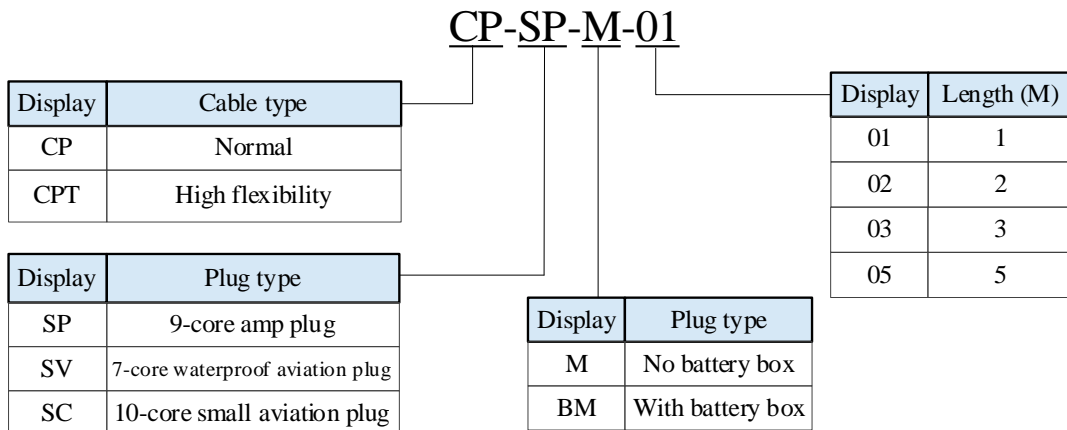 CP-SP-M-01
Display Cable type
CP Normal
CPT High flexibility
Display Length (M)
01 1
02 2
03 3
05 5
Display Plug type
SP 9-core amp plug
SV 7-core waterproof aviation plug
SC 10-core small aviation plug
Display Plug type
M No battery box
BM With battery box